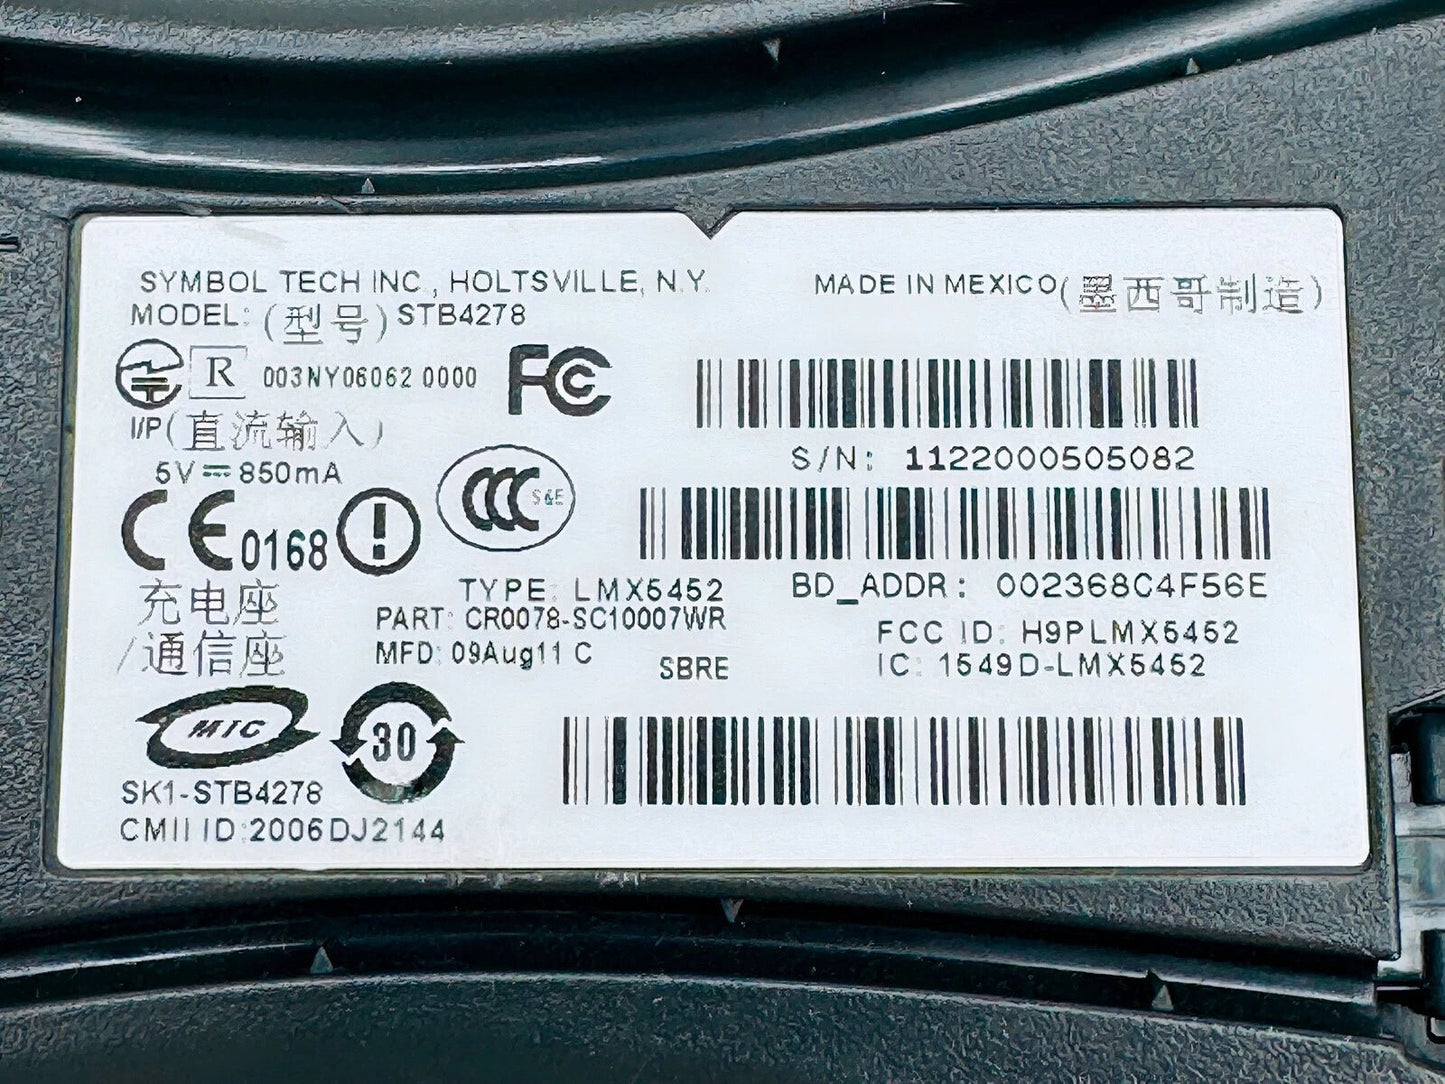 SYMBOL TECH INC., HOLTSVILLE, N.Y.
MADE IN MEXICO(墨西哥制造)
MODEL: (型号) STB4278
R 003NY06062 0000 FC
I/P(直流输入)
5V ⎓ 850mA
S/N: 1122000505082
CCC S&E
CE 0168 !
TYPE: LMX5452
BD_ADDR: 002368C4F56E
充电座
/通信座
PART: CR0078-SC10007WR
FCC ID: H9PLMX5452
MFD: 09Aug11 C
SBRE
IC: 1549D-LMX5452
MIC
30
SK1-STB4278
CMII ID:2006DJ2144